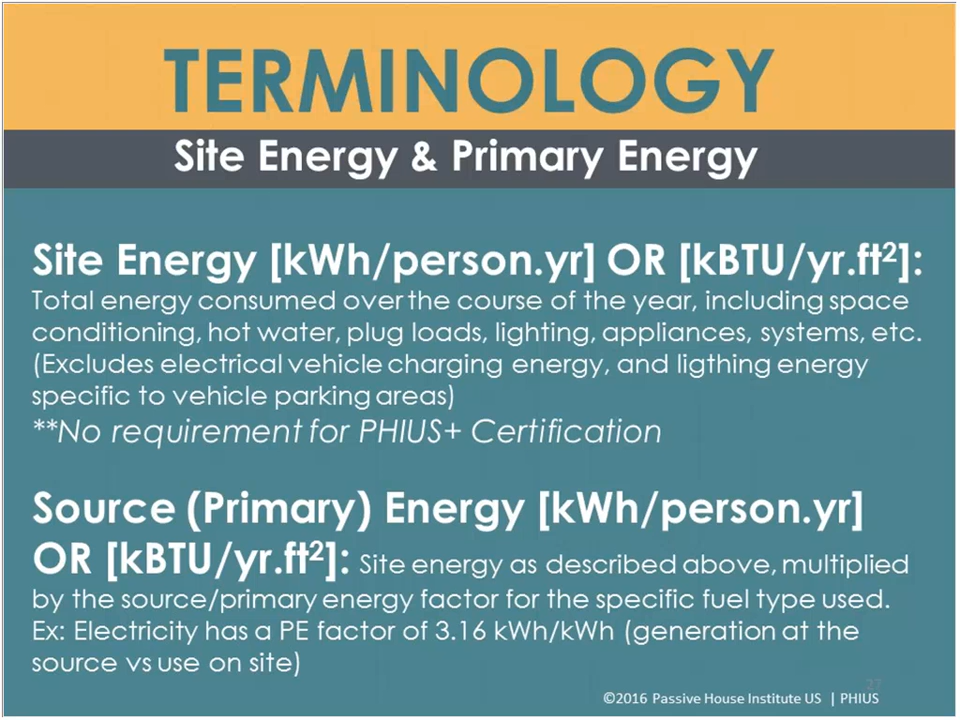 TERMINOLOGY
Site Energy & Primary Energy
Site Energy [kWh/person.yr] OR [kBTU/yr.ft²]:
Total energy consumed over the course of the year, including space
conditioning, hot water, plug loads, lighting, appliances, systems, etc.
(Excludes electrical vehicle charging energy, and ligthing energy
specific to vehicle parking areas)
**No requirement for PHIUS+ Certification
Source (Primary) Energy [kWh/person.yr]
OR [kBTU/yr.ft²]: Site energy as described above, multiplied
by the source/primary energy factor for the specific fuel type used.
Ex: Electricity has a PE factor of 3.16 kWh/kWh (generation at the
source vs use on site)
©2016 Passive House Institute US | PHIUS